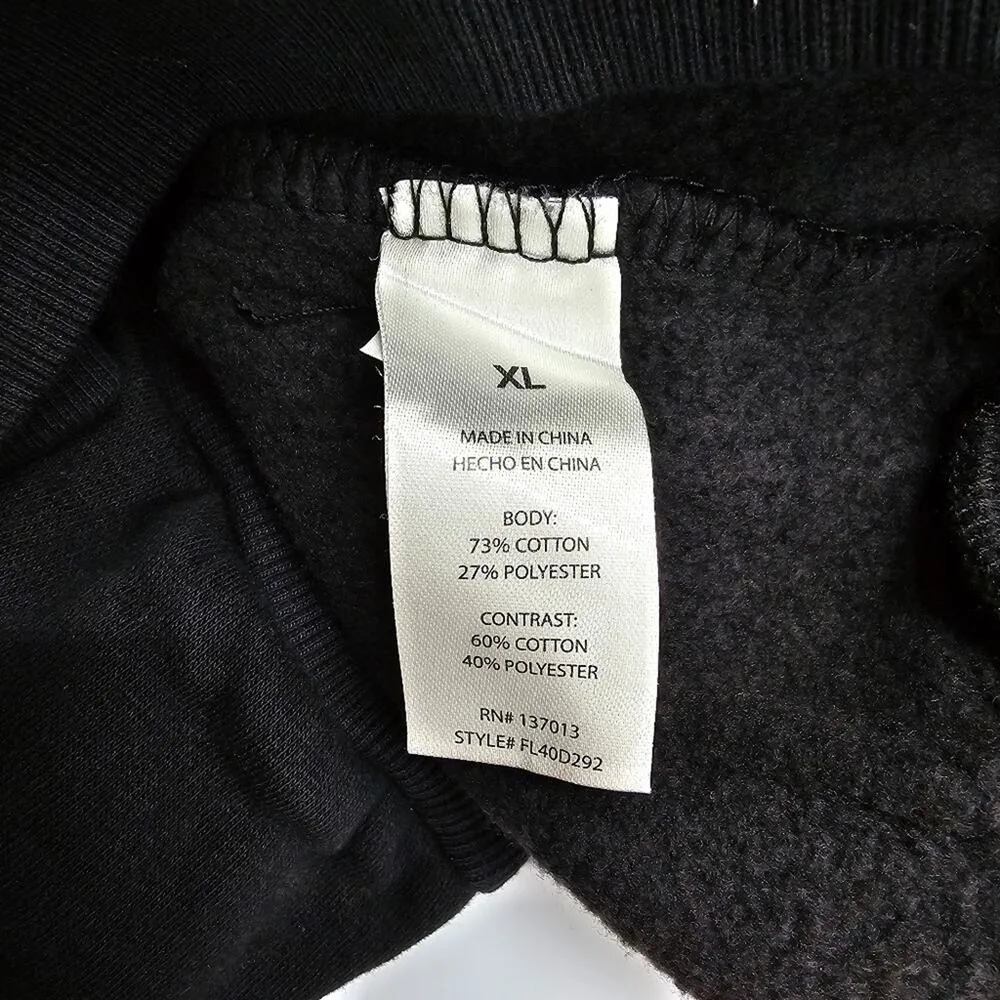 XL
MADE IN CHINA
HECHO EN CHINA
BODY:
73% COTTON
27% POLYESTER
CONTRAST:
60% COTTON
40% POLYESTER
RN# 137013
STYLE# FL40D292